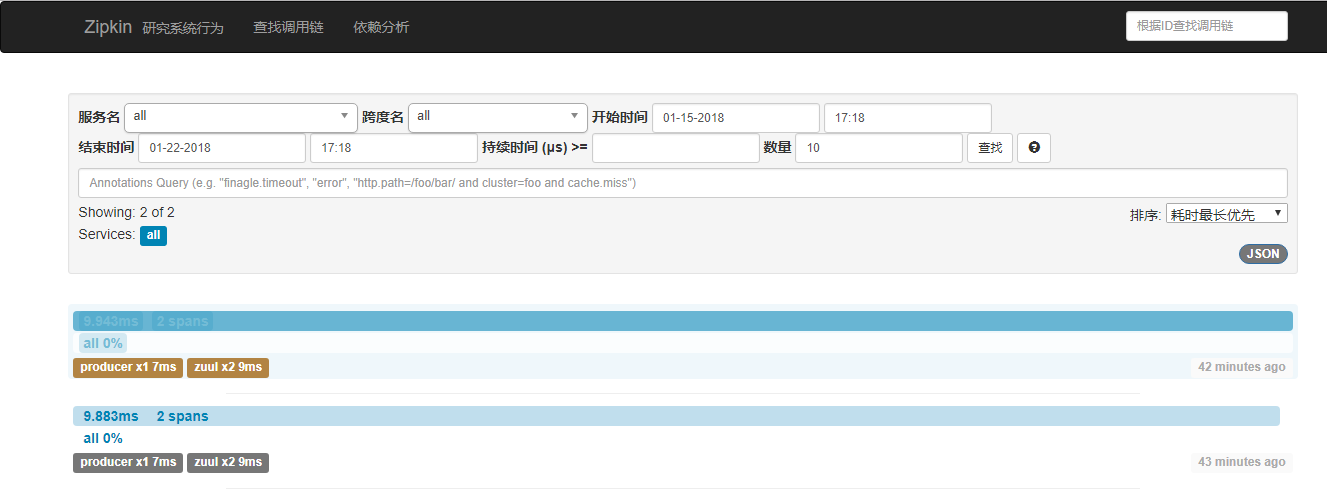 Zipkin 研究系统行为 查找调用链 依赖分析 根据ID查找调用链
服务名 all 跨度名 all 开始时间 01-15-2018 17:18
结束时间 01-22-2018 17:18 持续时间 (μs) >= 数量 10 查找
Annotations Query (e.g. "finagle.timeout", "error", "http.path=/foo/bar/ and cluster=foo and cache.miss")
Showing: 2 of 2 排序: 耗时最长优先
Services: all
JSON
9.943ms 2 spans
all 0%
producer x1 7ms zuul x2 9ms 42 minutes ago
9.883ms 2 spans
all 0%
producer x1 7ms zuul x2 9ms 43 minutes ago